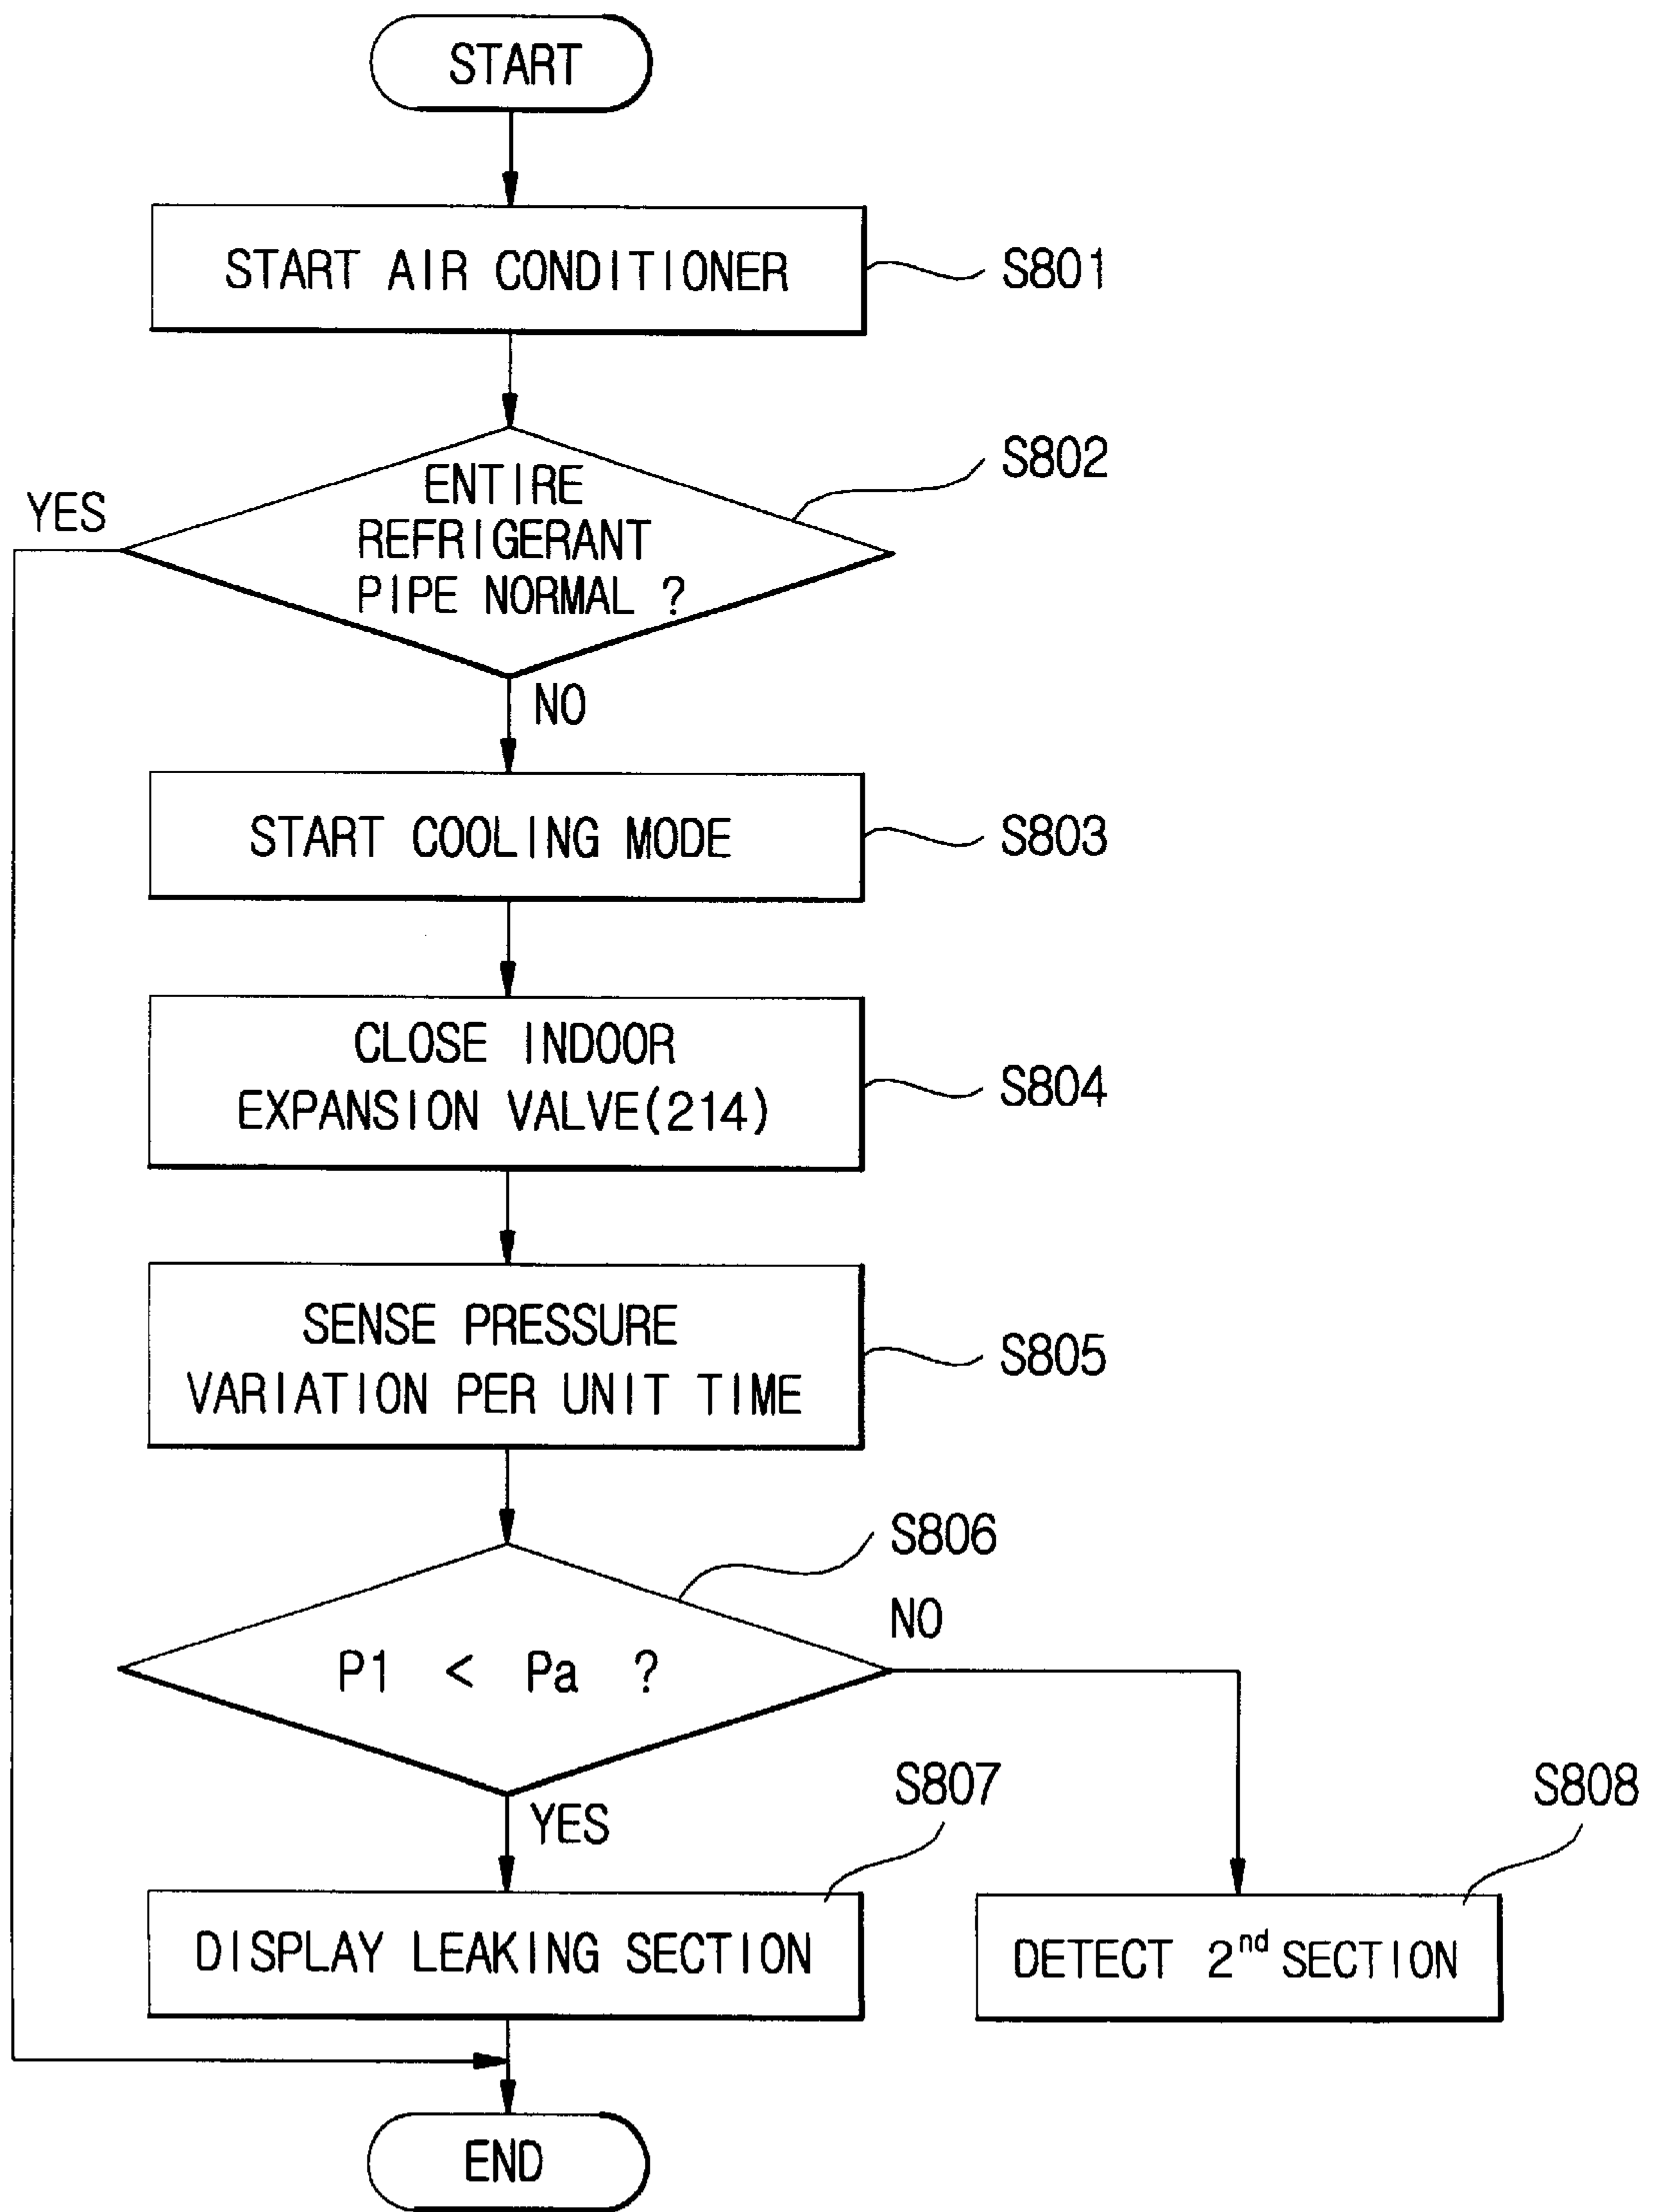 START
START AIR CONDITIONER
S801
S802
YES
ENTIRE
REFRIGERANT
PIPE NORMAL ?
NO
START COOLING MODE
S803
CLOSE INDOOR
EXPANSION VALVE(214)
S804
SENSE PRESSURE
VARIATION PER UNIT TIME
S805
S806
P1 < Pa ?
NO
YES
S807
S808
DISPLAY LEAKING SECTION
DETECT 2nd SECTION
END